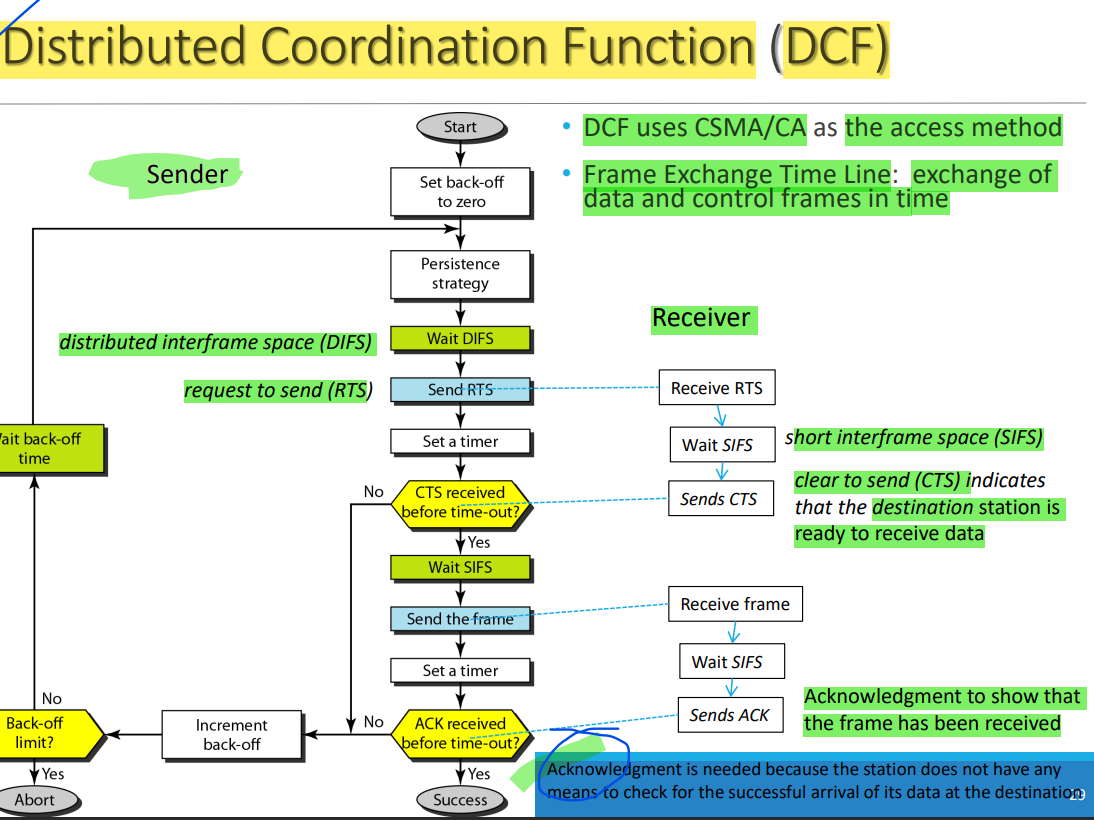 Distributed Coordination Function (DCF)
Sender
Start
Set back-off
to zero
Persistence
strategy
distributed interframe space (DIFS)
Wait DIFS
request to send (RTS)
Send RTS
Set a timer
CTS received
before time-out?
No
Yes
Wait SIFS
Send the frame
Set a timer
ACK received
before time-out?
No
Yes
Success
Increment
back-off
Back-off
limit?
No
Yes
Abort
ait back-off
time
• DCF uses CSMA/CA as the access method
• Frame Exchange Time Line: exchange of
data and control frames in time
Receiver
Receive RTS
Wait SIFS
short interframe space (SIFS)
Sends CTS
clear to send (CTS) indicates
that the destination station is
ready to receive data
Receive frame
Wait SIFS
Sends ACK
Acknowledgment to show that
the frame has been received
Acknowledgment is needed because the station does not have any
means to check for the successful arrival of its data at the destination
29